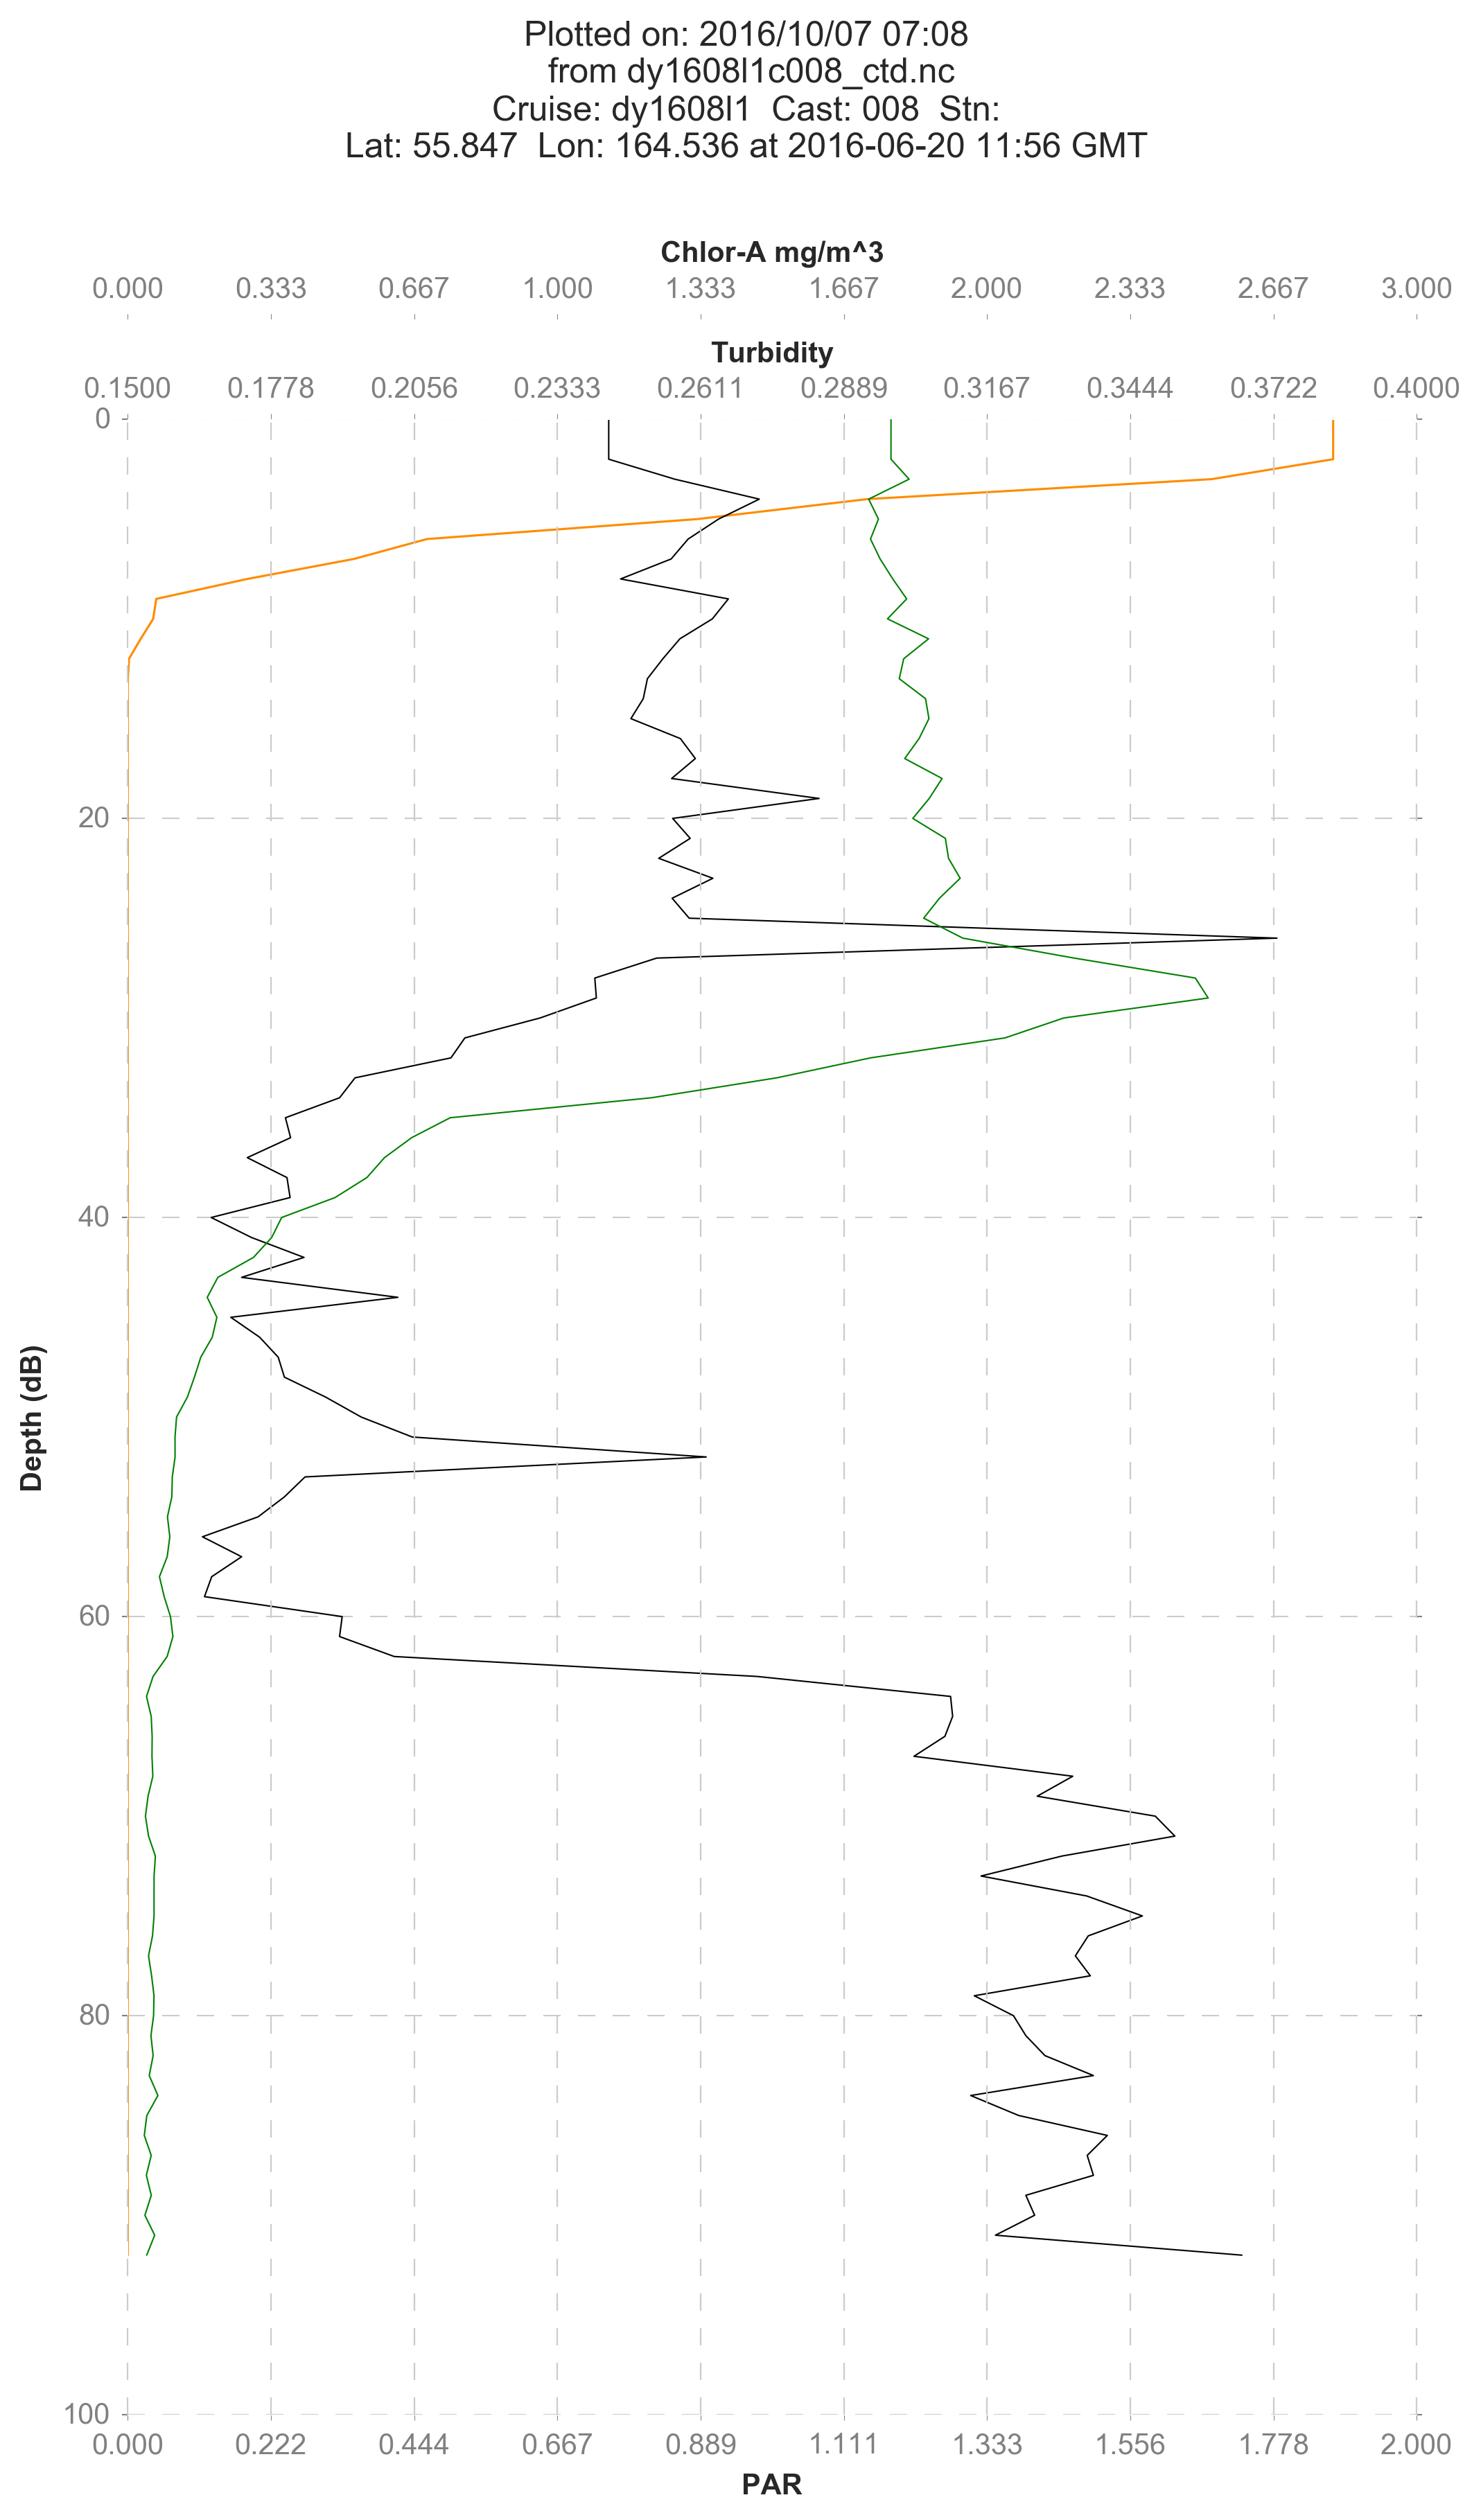 Plotted on: 2016/10/07 07:08
from dy1608l1c008_ctd.nc
Cruise: dy1608l1  Cast: 008  Stn:
Lat: 55.847  Lon: 164.536 at 2016-06-20 11:56 GMT
Chlor-A mg/m^3
0.000 0.333 0.667 1.000 1.333 1.667 2.000 2.333 2.667 3.000
Turbidity
0.1500 0.1778 0.2056 0.2333 0.2611 0.2889 0.3167 0.3444 0.3722 0.4000
0
20
40
Depth (dB)
60
80
100
0.000 0.222 0.444 0.667 0.889 1.111 1.333 1.556 1.778 2.000
PAR